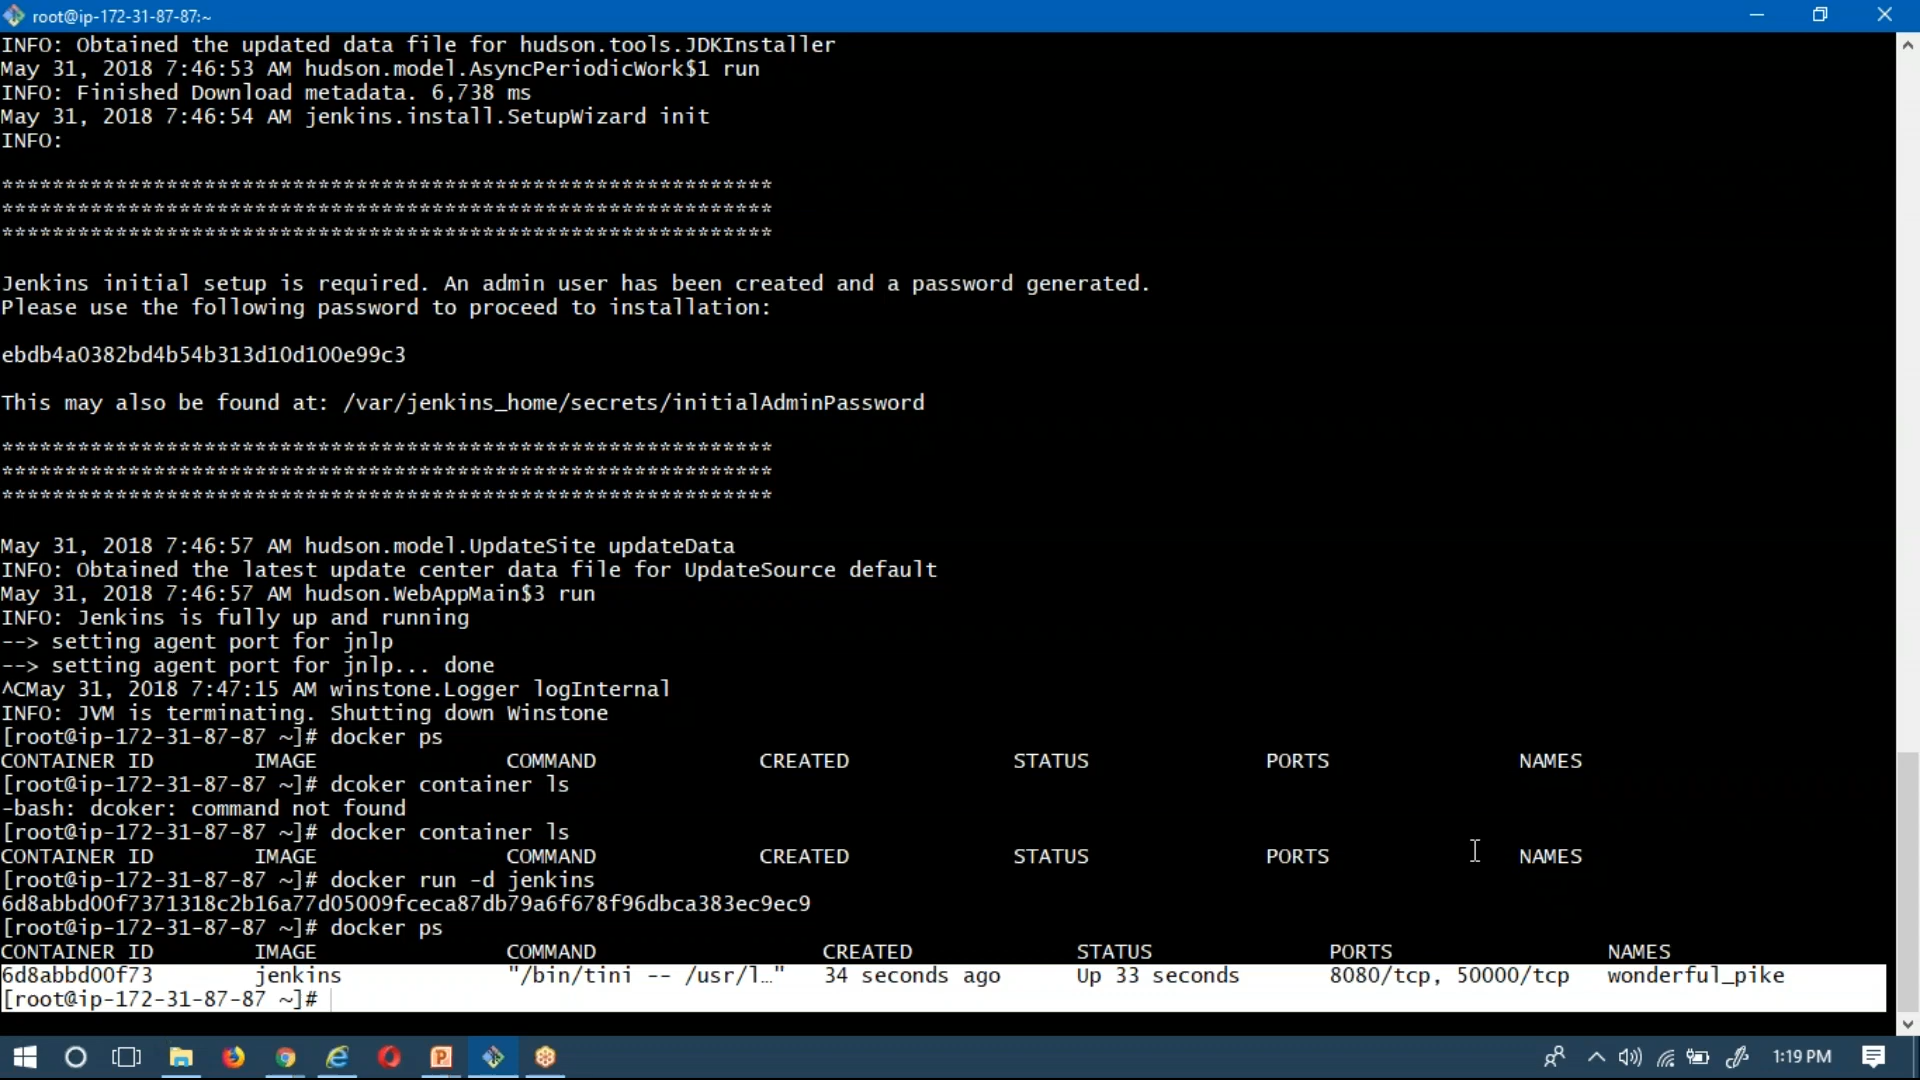 root@ip-172-31-87-87:~
INFO: Obtained the updated data file for hudson.tools.JDKInstaller
May 31, 2018 7:46:53 AM hudson.model.AsyncPeriodicWork$1 run
INFO: Finished Download metadata. 6,738 ms
May 31, 2018 7:46:54 AM jenkins.install.SetupWizard init
INFO:
*************************************************************
*************************************************************
*************************************************************
Jenkins initial setup is required. An admin user has been created and a password generated.
Please use the following password to proceed to installation:
ebdb4a0382bd4b54b313d10d100e99c3
This may also be found at: /var/jenkins_home/secrets/initialAdminPassword
*************************************************************
*************************************************************
*************************************************************
May 31, 2018 7:46:57 AM hudson.model.UpdateSite updateData
INFO: Obtained the latest update center data file for UpdateSource default
May 31, 2018 7:46:57 AM hudson.WebAppMain$3 run
INFO: Jenkins is fully up and running
--> setting agent port for jnlp
--> setting agent port for jnlp... done
^CMay 31, 2018 7:47:15 AM winstone.Logger logInternal
INFO: JVM is terminating. Shutting down Winstone
[root@ip-172-31-87-87 ~]# docker ps
CONTAINER ID IMAGE COMMAND CREATED STATUS PORTS NAMES
[root@ip-172-31-87-87 ~]# dcoker container ls
-bash: dcoker: command not found
[root@ip-172-31-87-87 ~]# docker container ls
CONTAINER ID IMAGE COMMAND CREATED STATUS PORTS NAMES
[root@ip-172-31-87-87 ~]# docker run -d jenkins
6d8abbd00f7371318c2b16a77d05009fceca87db79a6f678f96dbca383ec9ec9
[root@ip-172-31-87-87 ~]# docker ps
CONTAINER ID IMAGE COMMAND CREATED STATUS PORTS NAMES
6d8abbd00f73 jenkins "/bin/tini -- /usr/l…" 34 seconds ago Up 33 seconds 8080/tcp, 50000/tcp wonderful_pike
[root@ip-172-31-87-87 ~]#
1:19 PM